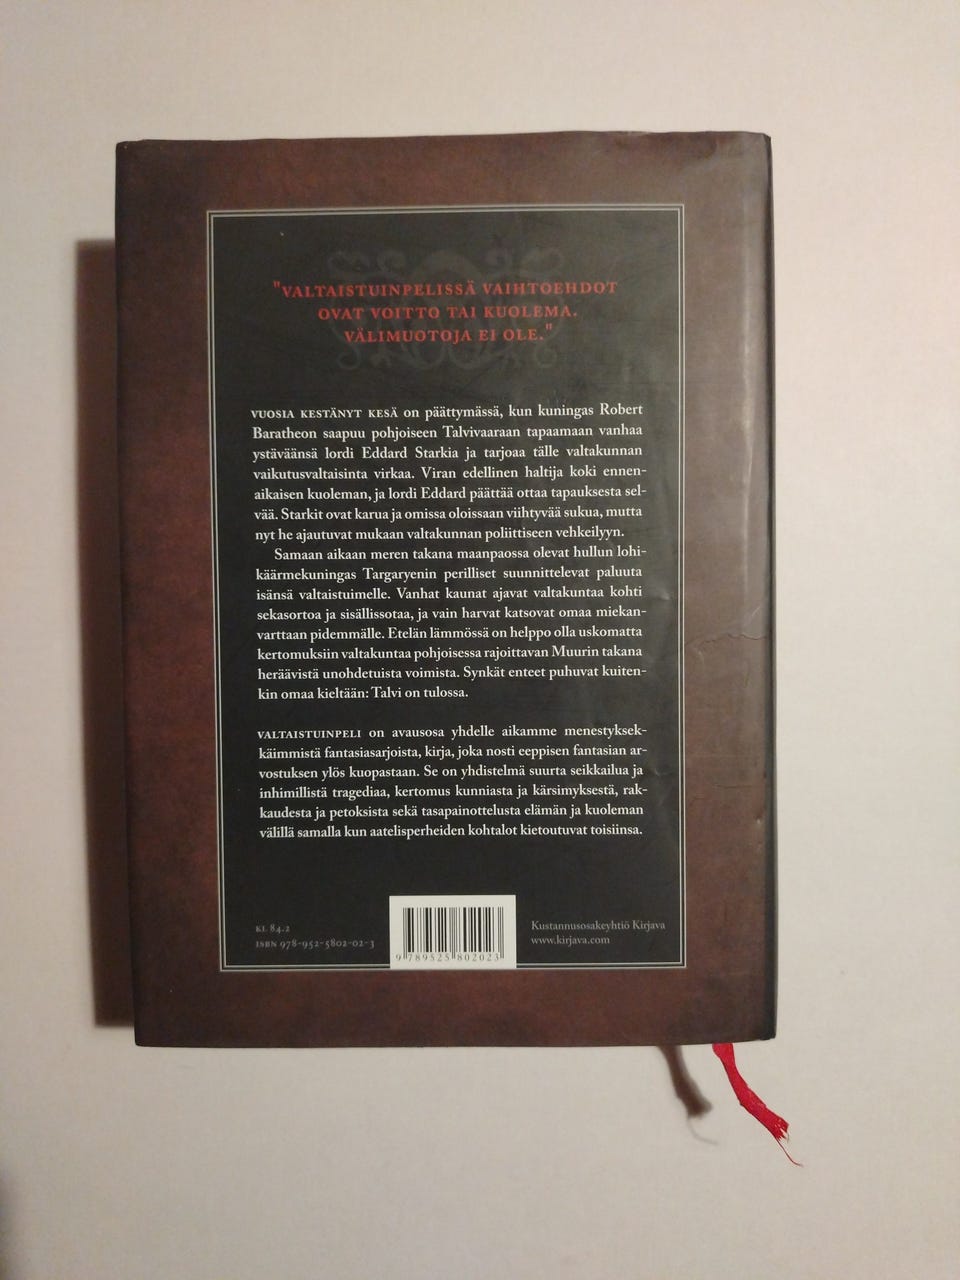 "VALTAISTUINPELISSÄ VAIHTOEHDOT
OVAT VOITTO TAI KUOLEMA.
VÄLIMUOTOJA EI OLE."
VUOSIA KESTÄNYT KESÄ on päättymässä, kun kuningas Robert
Baratheon saapuu pohjoiseen Talvivaaraan tapaamaan vanhaa
ystäväänsä lordi Eddard Starkia ja tarjoaa tälle valtakunnan
vaikutusvaltaisinta virkaa. Viran edellinen haltija koki ennen-
aikaisen kuoleman, ja lordi Eddard päättää ottaa tapauksesta sel-
vää. Starkit ovat karua ja omissa oloissaan viihtyvää sukua, mutta
nyt he ajautuvat mukaan valtakunnan poliittiseen vehkeilyyn.
Samaan aikaan meren takana maanpaossa olevat hullun lohi-
käärmekuningas Targaryenin perilliset suunnittelevat paluuta
isänsä valtaistuimelle. Vanhat kaunat ajavat valtakuntaa kohti
sekasortoa ja sisällissotaa, ja vain harvat katsovat omaa miekan-
varttaan pidemmälle. Etelän lämmössä on helppo olla uskomatta
kertomuksiin valtakuntaa pohjoisessa rajoittavan Muurin takana
heräävistä unohdetuista voimista. Synkät enteet puhuvat kuiten-
kin omaa kieltään: Talvi on tulossa.
VALTAISTUINPELI on avausosa yhdelle aikamme menestyksek-
käimmistä fantasiasarjoista, kirja, joka nosti eeppisen fantasian ar-
vostuksen ylös kuopastaan. Se on yhdistelmä suurta seikkailua ja
inhimillistä tragediaa, kertomus kunniasta ja kärsimyksestä, rak-
kaudesta ja petoksista sekä tasapainottelusta elämän ja kuoleman
välillä samalla kun aatelisperheiden kohtalot kietoutuvat toisiinsa.
KL 84.2
ISBN 978-952-5802-02-3
9 789525 802023
Kustannusosakeyhtiö Kirjava
www.kirjava.com